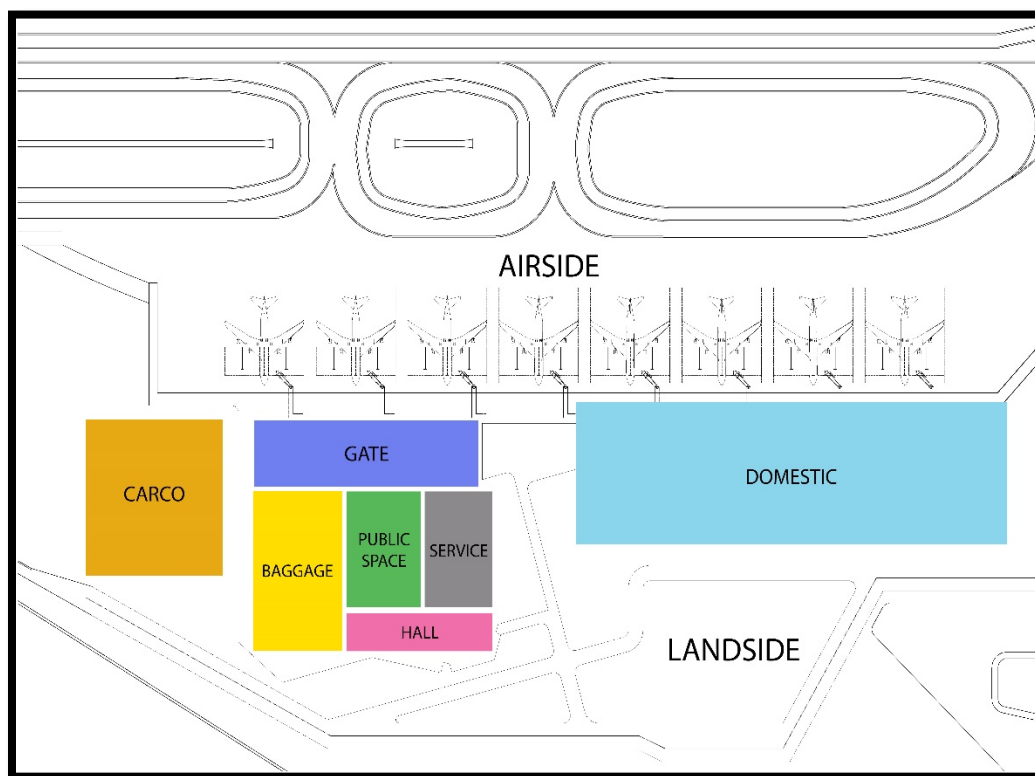 AIRSIDE
GATE
DOMESTIC
CARCO
PUBLIC
SPACE
SERVICE
BAGGAGE
HALL
LANDSIDE